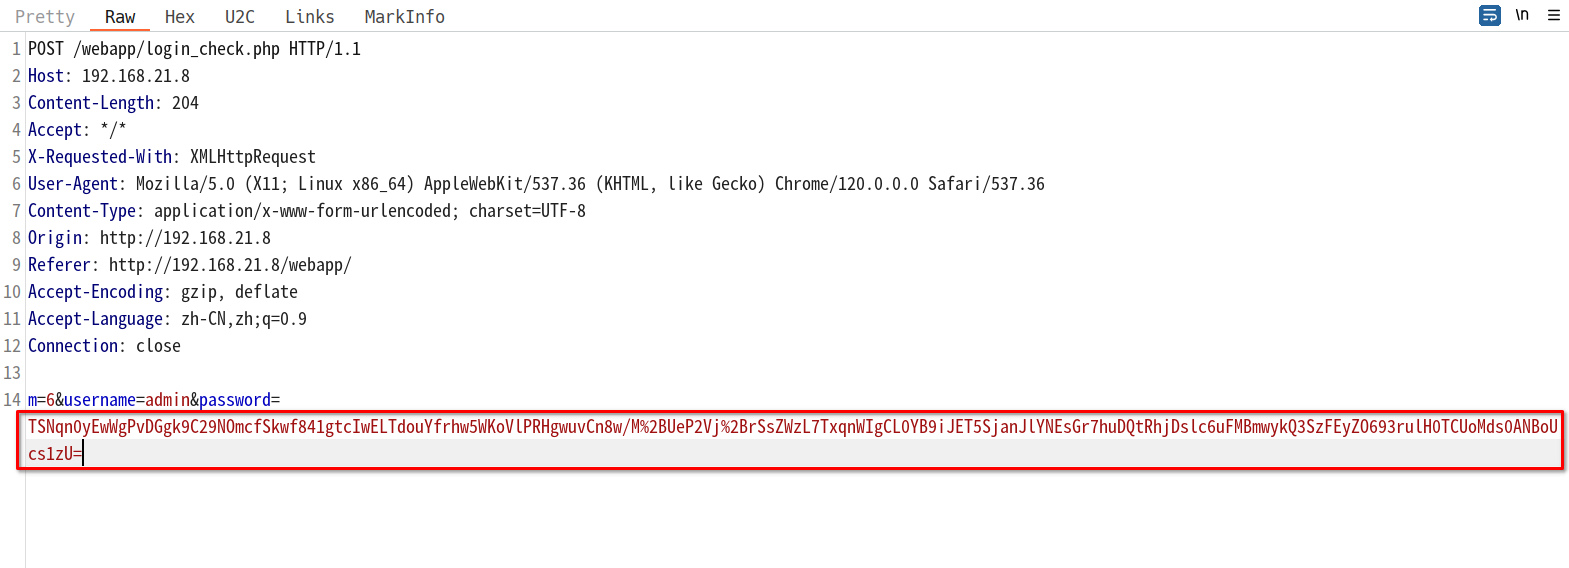 Pretty Raw Hex U2C Links MarkInfo \n
1 POST /webapp/login_check.php HTTP/1.1
2 Host: 192.168.21.8
3 Content-Length: 204
4 Accept: */*
5 X-Requested-With: XMLHttpRequest
6 User-Agent: Mozilla/5.0 (X11; Linux x86_64) AppleWebKit/537.36 (KHTML, like Gecko) Chrome/120.0.0.0 Safari/537.36
7 Content-Type: application/x-www-form-urlencoded; charset=UTF-8
8 Origin: http://192.168.21.8
9 Referer: http://192.168.21.8/webapp/
10 Accept-Encoding: gzip, deflate
11 Accept-Language: zh-CN,zh;q=0.9
12 Connection: close
13
14 m=6&username=admin&password=
TSNqnOyEwWgPvDGgk9C29NOmcfSkwf841gtcIwELTdouYfrhw5WKoVlPRHgwuvCn8w/M%2BUeP2Vj%2BrSsZWzL7TxqnWIgCLOYB9iJET5SjanJlYNEsGr7huDQtRhjDslc6uFMBmwykQ3SzFEyZO693rulHOTCUoMdsOANBoU
cs1zU=